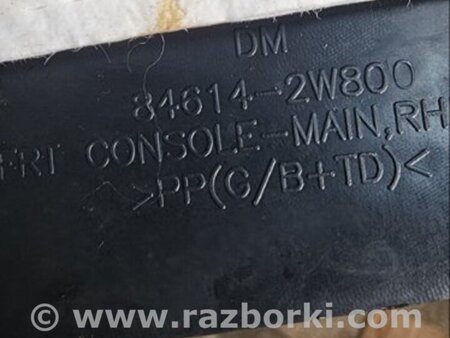 DM
84614-2W800
FRT CONSOLE-MAIN,RH
>PP(G/B+TD)<
© www.razborki.com